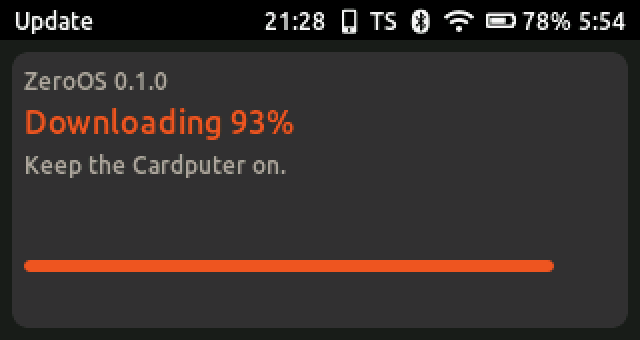 Update 21:28 TS 78% 5:54
ZeroOS 0.1.0
Downloading 93%
Keep the Cardputer on.